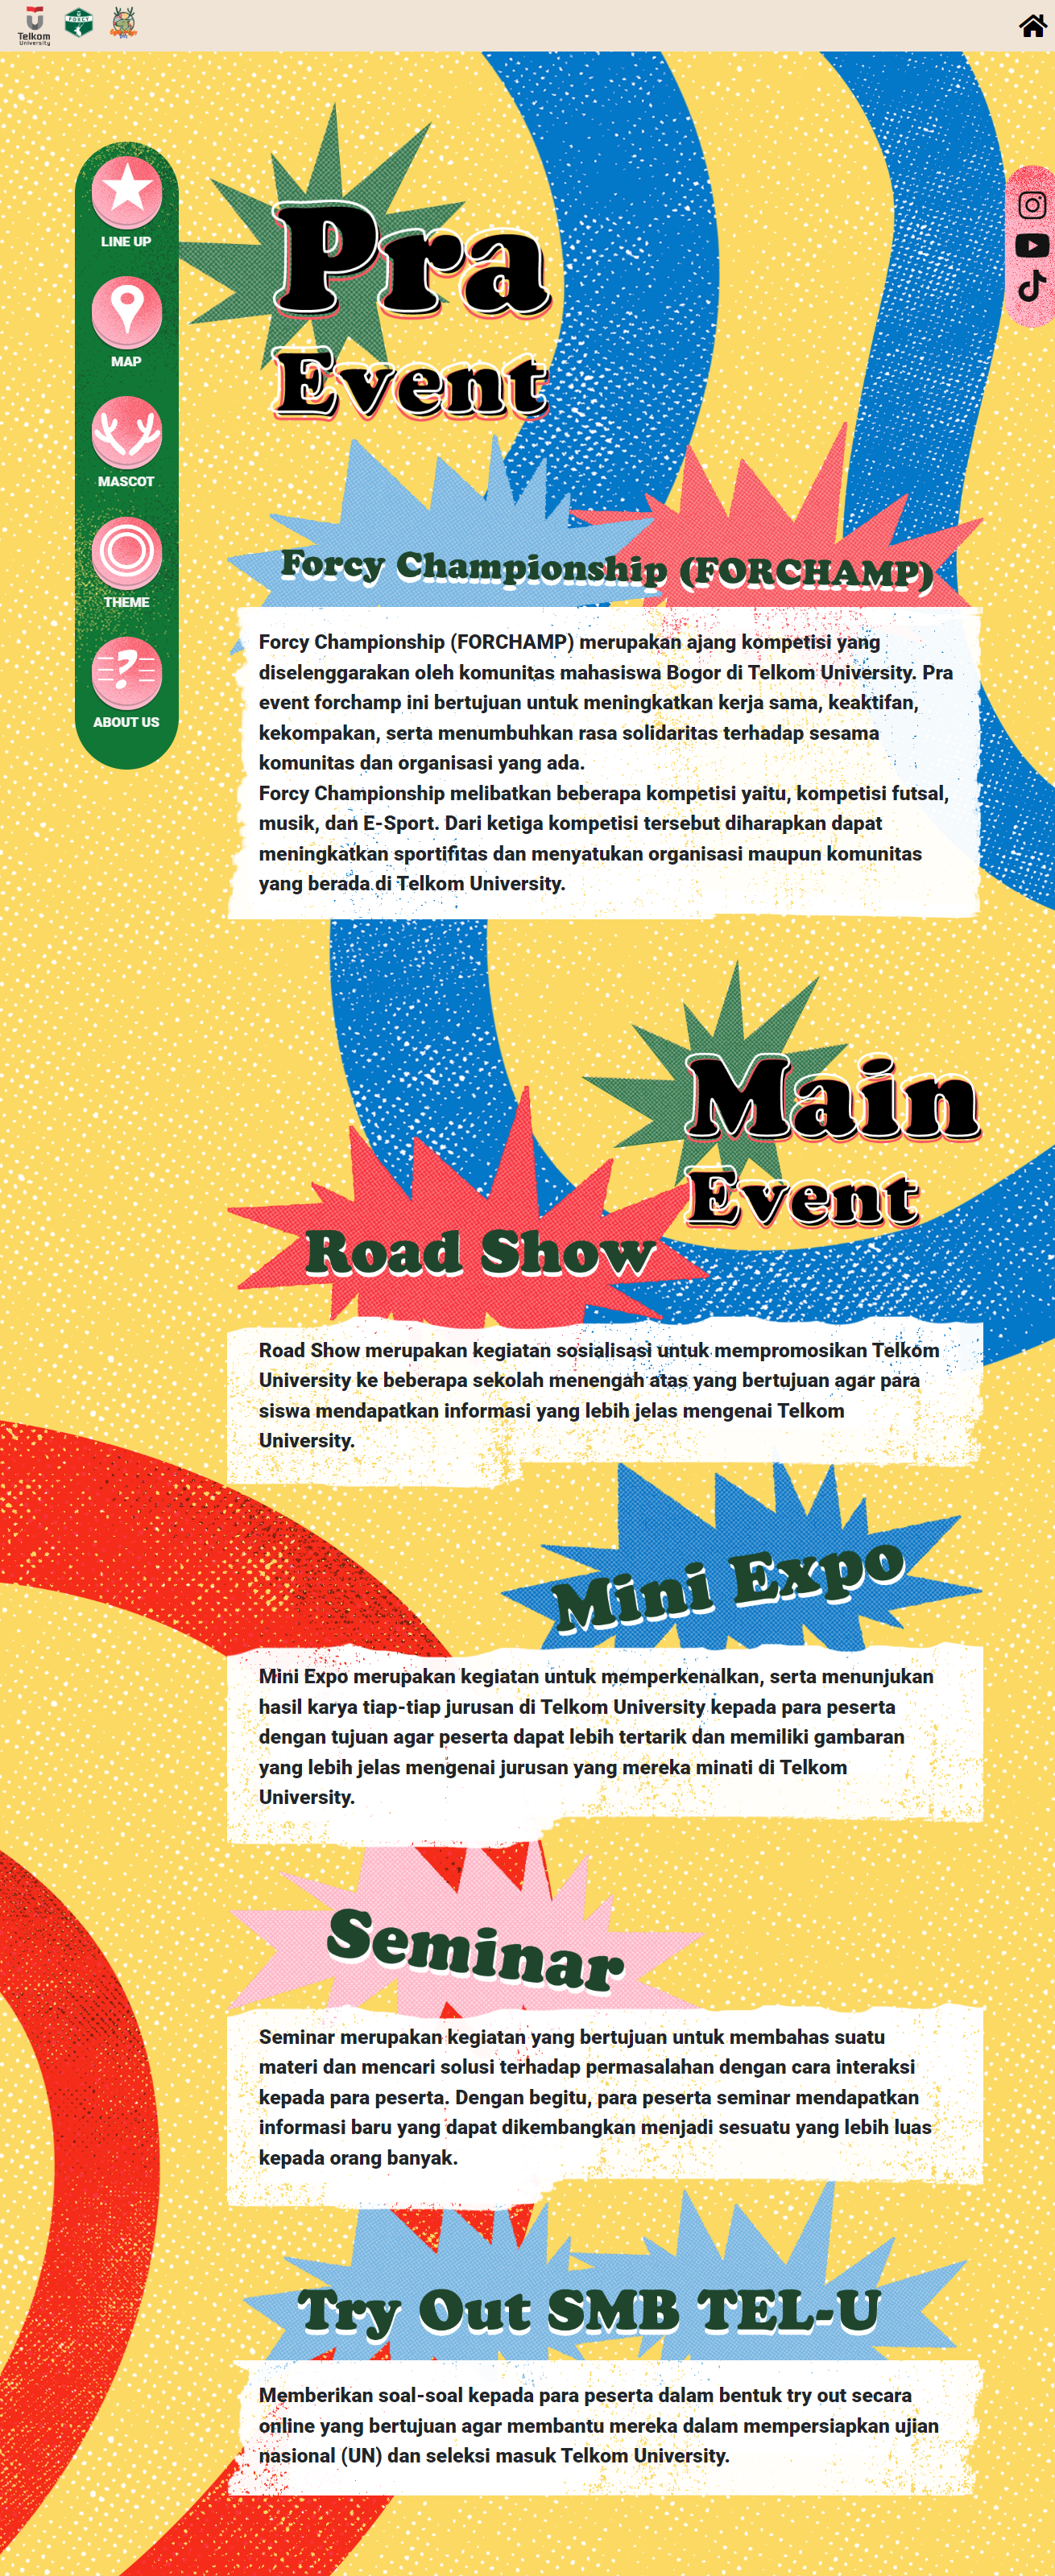 Telkom
University
FORCY
LINE UP
MAP
MASCOT
THEME
ABOUT US
Pra
Event
Forcy Championship (FORCHAMP)
Forcy Championship (FORCHAMP) merupakan ajang kompetisi yang
diselenggarakan oleh komunitas mahasiswa Bogor di Telkom University. Pra
event forchamp ini bertujuan untuk meningkatkan kerja sama, keaktifan,
kekompakan, serta menumbuhkan rasa solidaritas terhadap sesama
komunitas dan organisasi yang ada.
Forcy Championship melibatkan beberapa kompetisi yaitu, kompetisi futsal,
musik, dan E-Sport. Dari ketiga kompetisi tersebut diharapkan dapat
meningkatkan sportifitas dan menyatukan organisasi maupun komunitas
yang berada di Telkom University.
Main
Event
Road Show
Road Show merupakan kegiatan sosialisasi untuk mempromosikan Telkom
University ke beberapa sekolah menengah atas yang bertujuan agar para
siswa mendapatkan informasi yang lebih jelas mengenai Telkom
University.
Mini Expo
Mini Expo merupakan kegiatan untuk memperkenalkan, serta menunjukan
hasil karya tiap-tiap jurusan di Telkom University kepada para peserta
dengan tujuan agar peserta dapat lebih tertarik dan memiliki gambaran
yang lebih jelas mengenai jurusan yang mereka minati di Telkom
University.
Seminar
Seminar merupakan kegiatan yang bertujuan untuk membahas suatu
materi dan mencari solusi terhadap permasalahan dengan cara interaksi
kepada para peserta. Dengan begitu, para peserta seminar mendapatkan
informasi baru yang dapat dikembangkan menjadi sesuatu yang lebih luas
kepada orang banyak.
Try Out SMB TEL-U
Memberikan soal-soal kepada para peserta dalam bentuk try out secara
online yang bertujuan agar membantu mereka dalam mempersiapkan ujian
nasional (UN) dan seleksi masuk Telkom University.